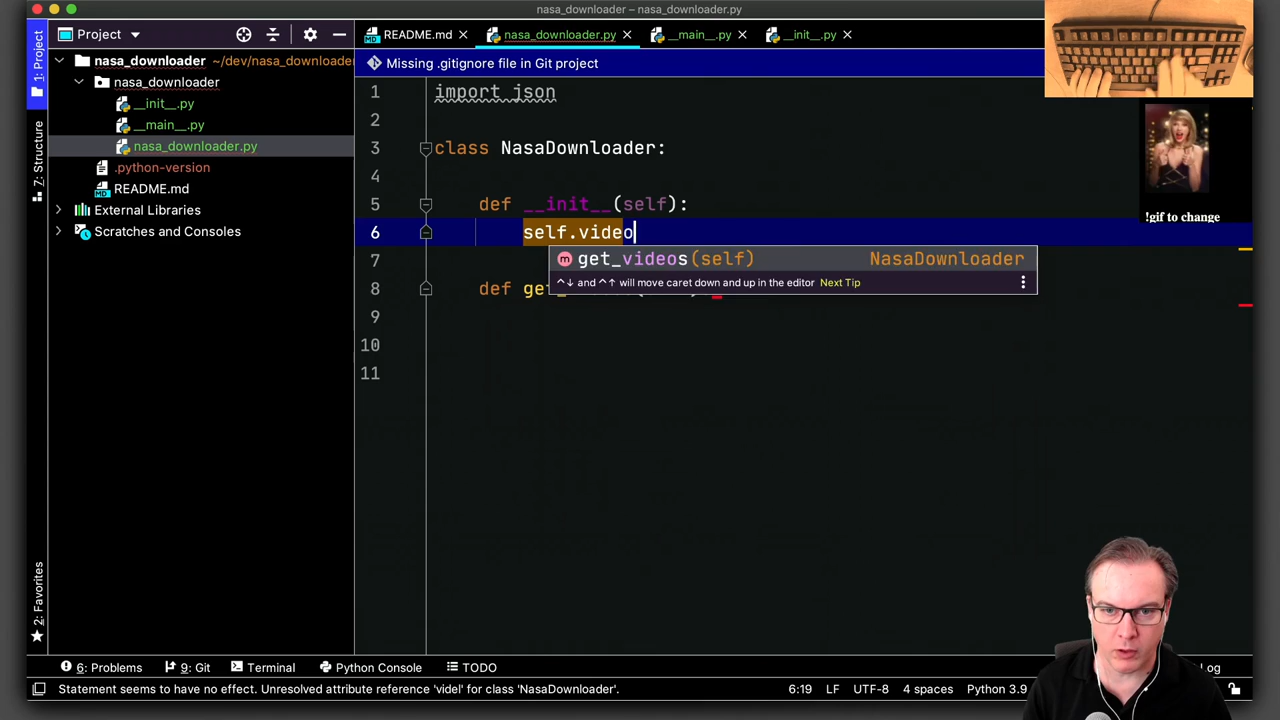 nasa_downloader – nasa_downloader.py
Project
README.md
nasa_downloader.py
__main__.py
__init__.py
1: Project
7: Structure
2: Favorites
nasa_downloader ~/dev/nasa_downloader
nasa_downloader
__init__.py
__main__.py
nasa_downloader.py
.python-version
README.md
External Libraries
Scratches and Consoles
Missing .gitignore file in Git project
1 import json
2
3 class NasaDownloader:
4
5 def __init__(self):
6 self.video
get_videos(self) NasaDownloader
^↓ and ^↑ will move caret down and up in the editor Next Tip
7
8 def
9
10
11
!gif to change
6: Problems
9: Git
Terminal
Python Console
TODO
Log
Statement seems to have no effect. Unresolved attribute reference 'videl' for class 'NasaDownloader'.
6:19 LF UTF-8 4 spaces Python 3.9